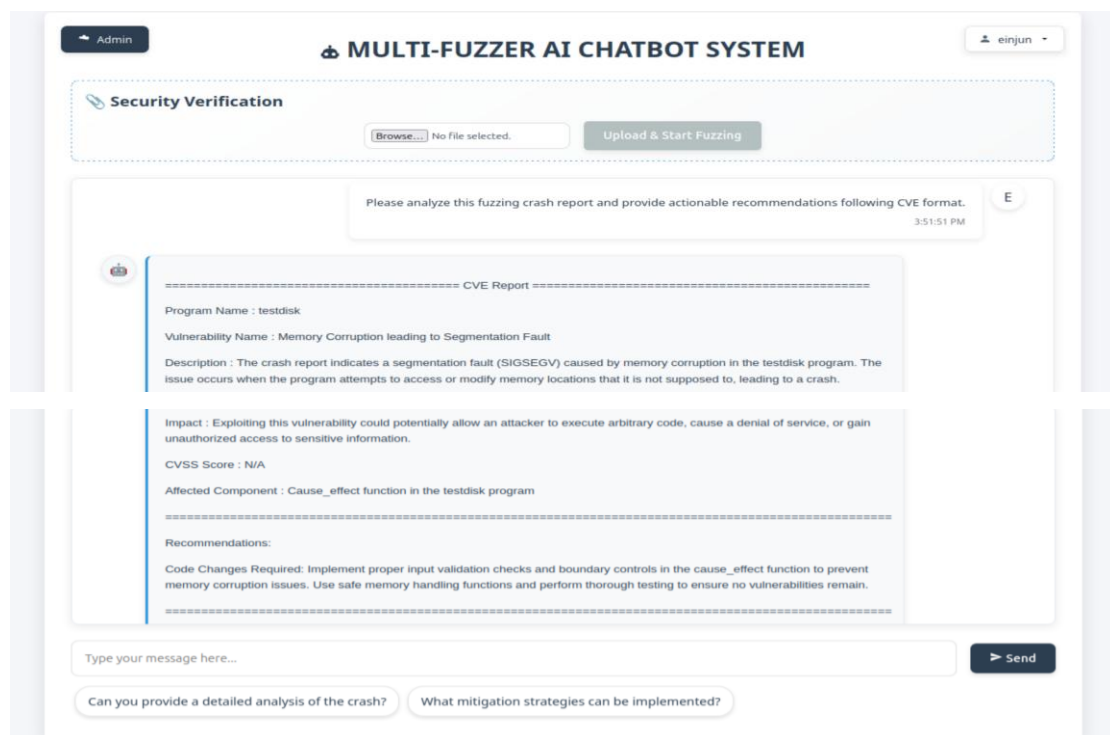 Admin
MULTI-FUZZER AI CHATBOT SYSTEM
einjun
Security Verification
Browse... No file selected.
Upload & Start Fuzzing
Please analyze this fuzzing crash report and provide actionable recommendations following CVE format.
E
3:51:51 PM
========================================= CVE Report ===============================================
Program Name : testdisk
Vulnerability Name : Memory Corruption leading to Segmentation Fault
Description : The crash report indicates a segmentation fault (SIGSEGV) caused by memory corruption in the testdisk program. The
issue occurs when the program attempts to access or modify memory locations that it is not supposed to, leading to a crash.
Impact : Exploiting this vulnerability could potentially allow an attacker to execute arbitrary code, cause a denial of service, or gain
unauthorized access to sensitive information.
CVSS Score : N/A
Affected Component : Cause_effect function in the testdisk program
=====================================================================================================
Recommendations:
Code Changes Required: Implement proper input validation checks and boundary controls in the cause_effect function to prevent
memory corruption issues. Use safe memory handling functions and perform thorough testing to ensure no vulnerabilities remain.
=====================================================================================================
Type your message here...
Send
Can you provide a detailed analysis of the crash?
What mitigation strategies can be implemented?